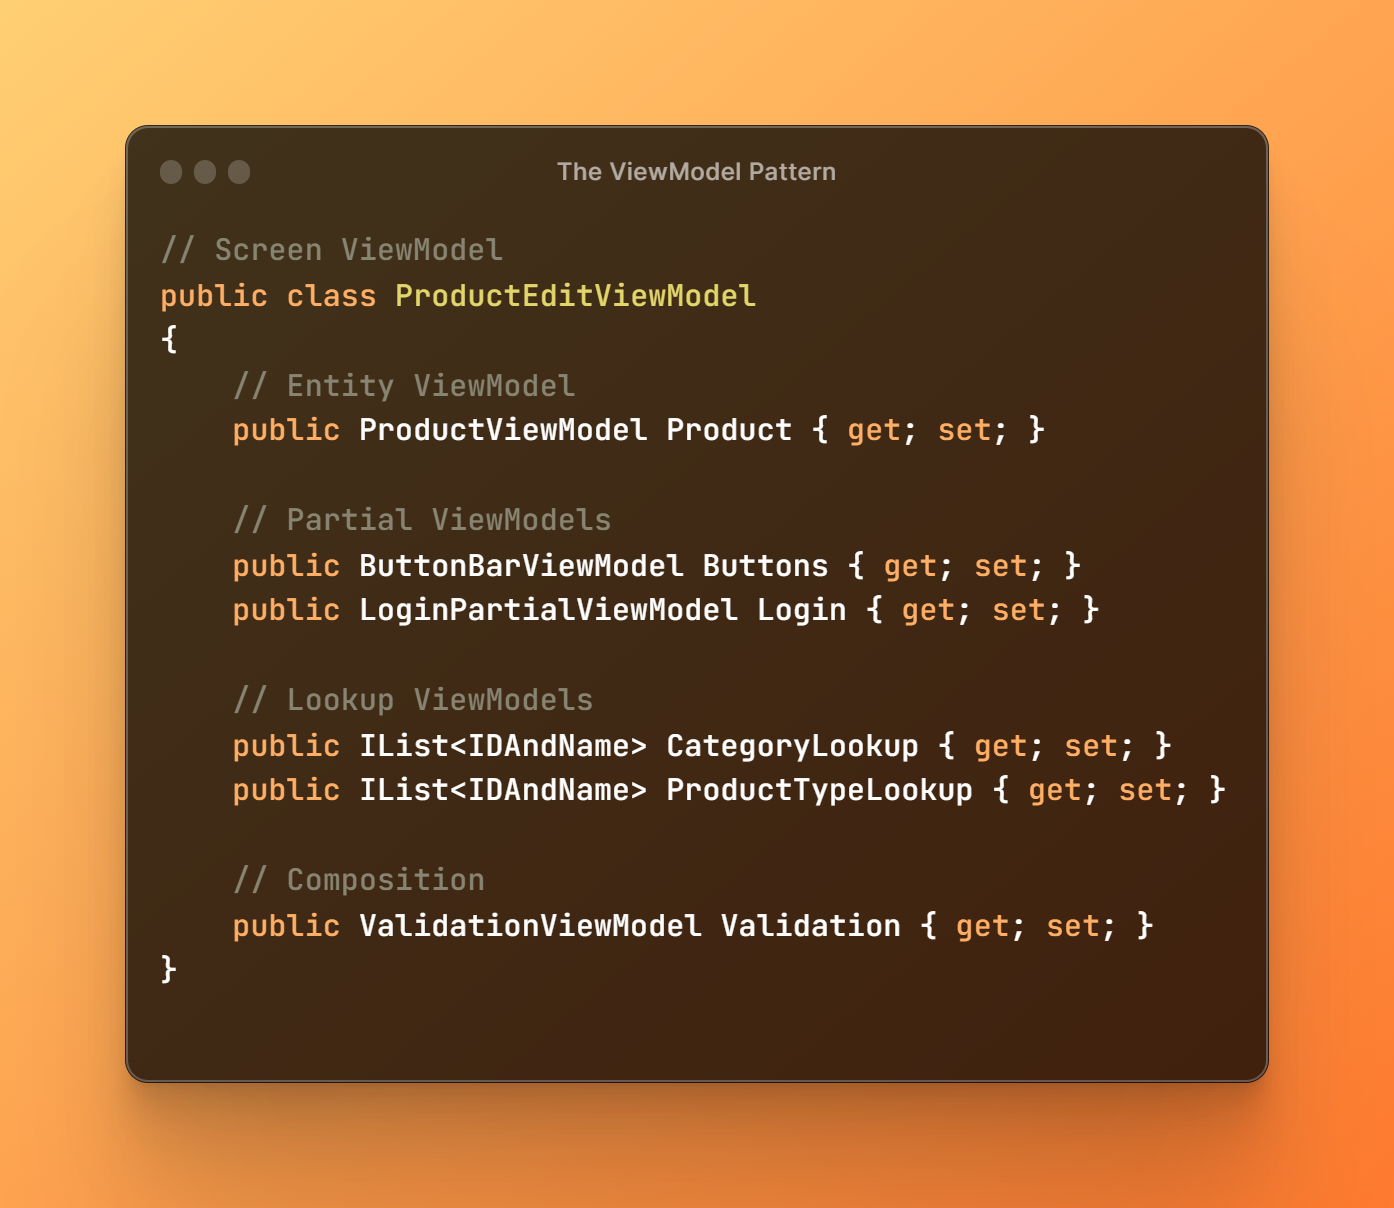 The ViewModel Pattern
// Screen ViewModel
public class ProductEditViewModel
{
    // Entity ViewModel
    public ProductViewModel Product { get; set; }

    // Partial ViewModels
    public ButtonBarViewModel Buttons { get; set; }
    public LoginPartialViewModel Login { get; set; }

    // Lookup ViewModels
    public IList<IDAndName> CategoryLookup { get; set; }
    public IList<IDAndName> ProductTypeLookup { get; set; }

    // Composition
    public ValidationViewModel Validation { get; set; }
}